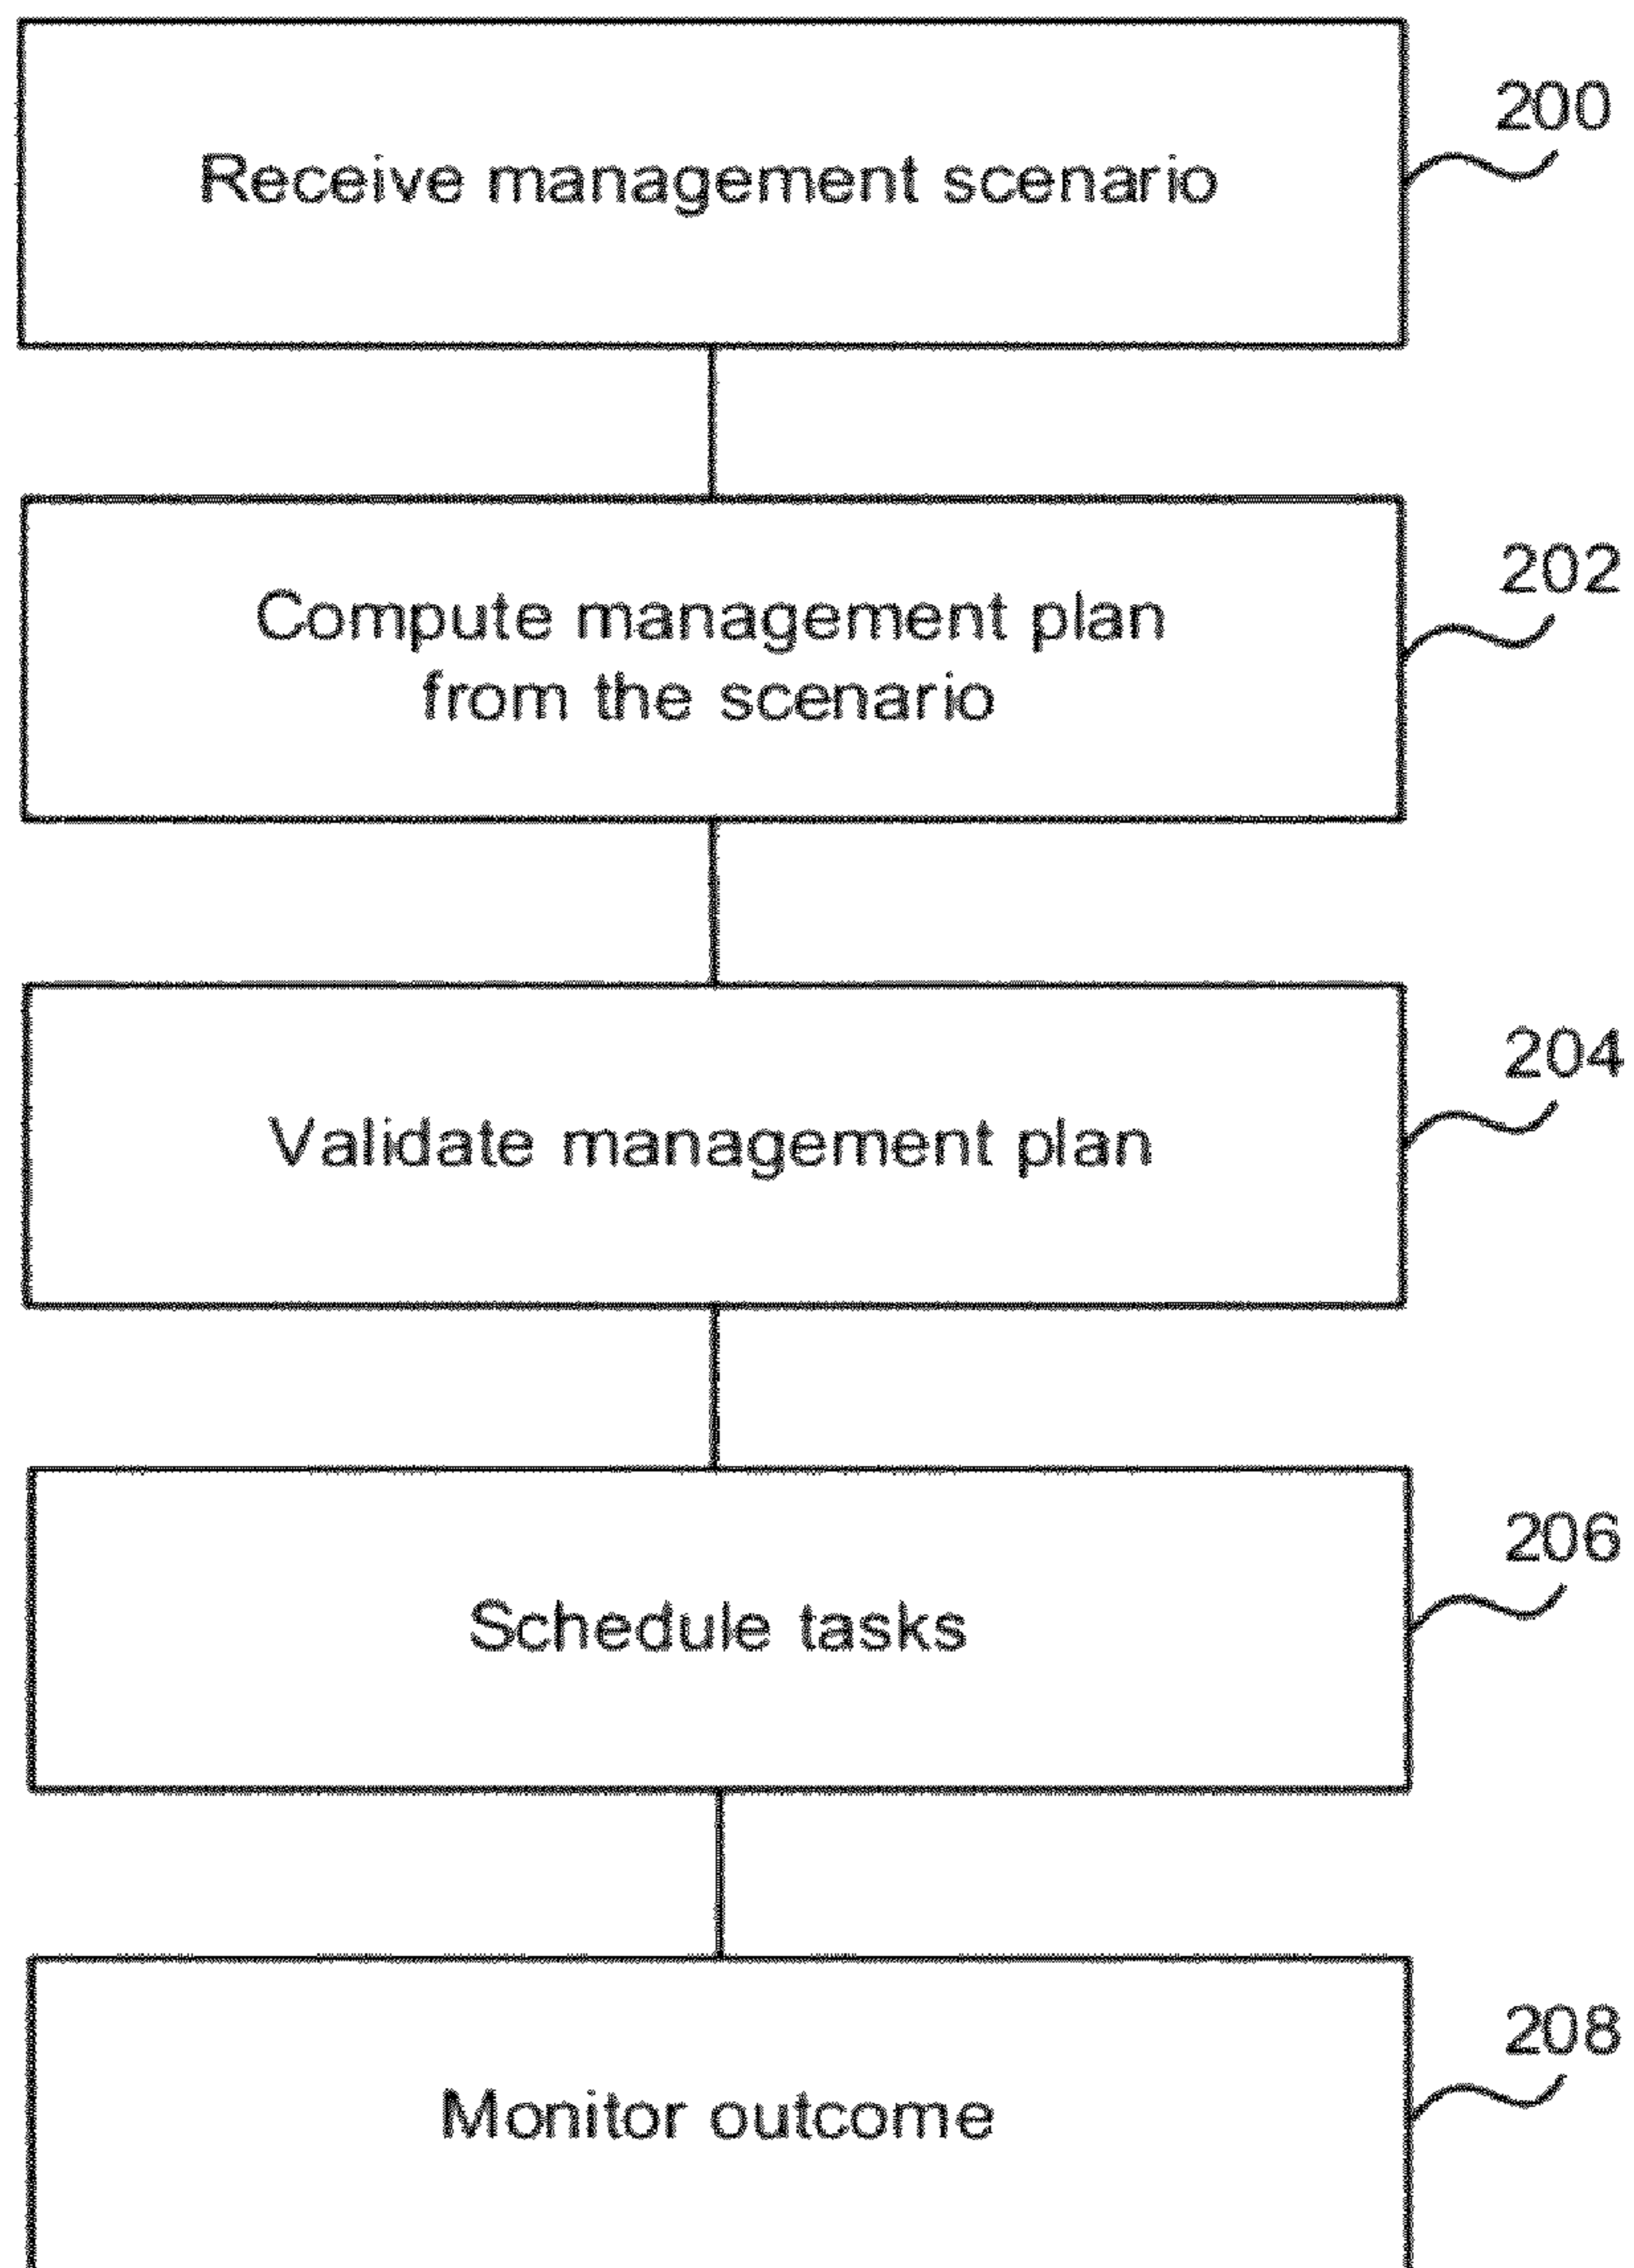 200
Receive management scenario
202
Compute management plan
from the scenario
204
Validate management plan
206
Schedule tasks
208
Monitor outcome